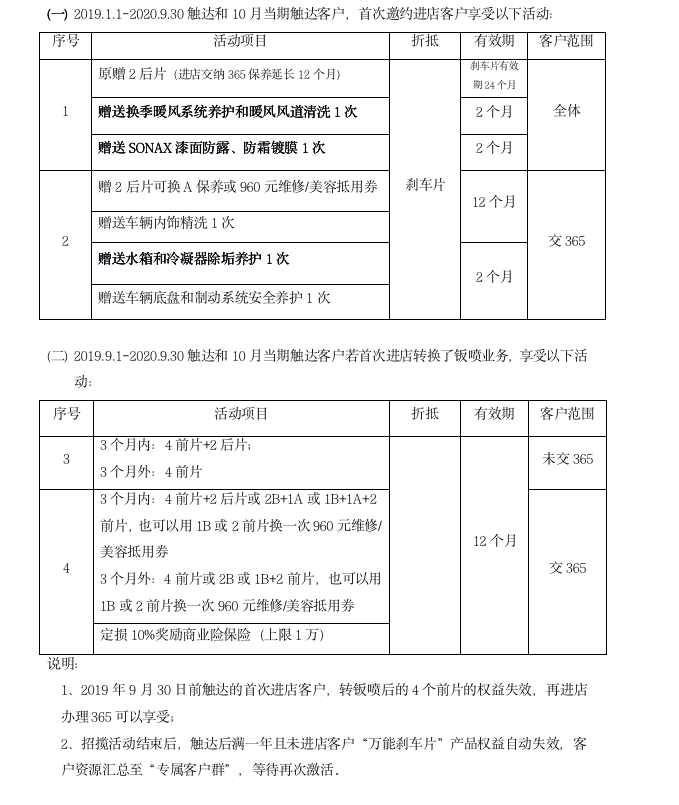 (一) 2019.1.1-2020.9.30 触达和 10 月当期触达客户，首次邀约进店客户享受以下活动:
序号 活动项目 折抵 有效期 客户范围
1
原赠 2 后片（进店交纳 365 保养延长 12 个月）
刹车片有效
期 24 个月
赠送换季暖风系统养护和暖风风道清洗 1 次
2 个月
全体
赠送 SONAX 漆面防露、防霜镀膜 1 次
2 个月
刹车片
2
赠 2 后片可换 A 保养或 960 元维修/美容抵用券
12 个月
赠送车辆内饰精洗 1 次
交 365
赠送水箱和冷凝器除垢养护 1 次
2 个月
赠送车辆底盘和制动系统安全养护 1 次
(二) 2019.9.1-2020.9.30 触达和 10 月当期触达客户若首次进店转换了钣喷业务，享受以下活
动:
序号 活动项目 折抵 有效期 客户范围
3
3 个月内：4 前片+2 后片;
3 个月外：4 前片
未交 365
12 个月
4
3 个月内：4 前片+2 后片或 2B+1A 或 1B+1A+2
前片，也可以用 1B 或 2 前片换一次 960 元维修/
美容抵用券
3 个月外：4 前片或 2B 或 1B+2 前片，也可以用
1B 或 2 前片换一次 960 元维修/美容抵用券
交 365
定损 10%奖励商业险保险（上限 1 万）
说明:
1、2019 年 9 月 30 日前触达的首次进店客户，转钣喷后的 4 个前片的权益失效，再进店
办理 365 可以享受;
2、招揽活动结束后，触达后满一年且未进店客户“万能刹车片”产品权益自动失效，客
户资源汇总至“专属客户群”，等待再次激活。